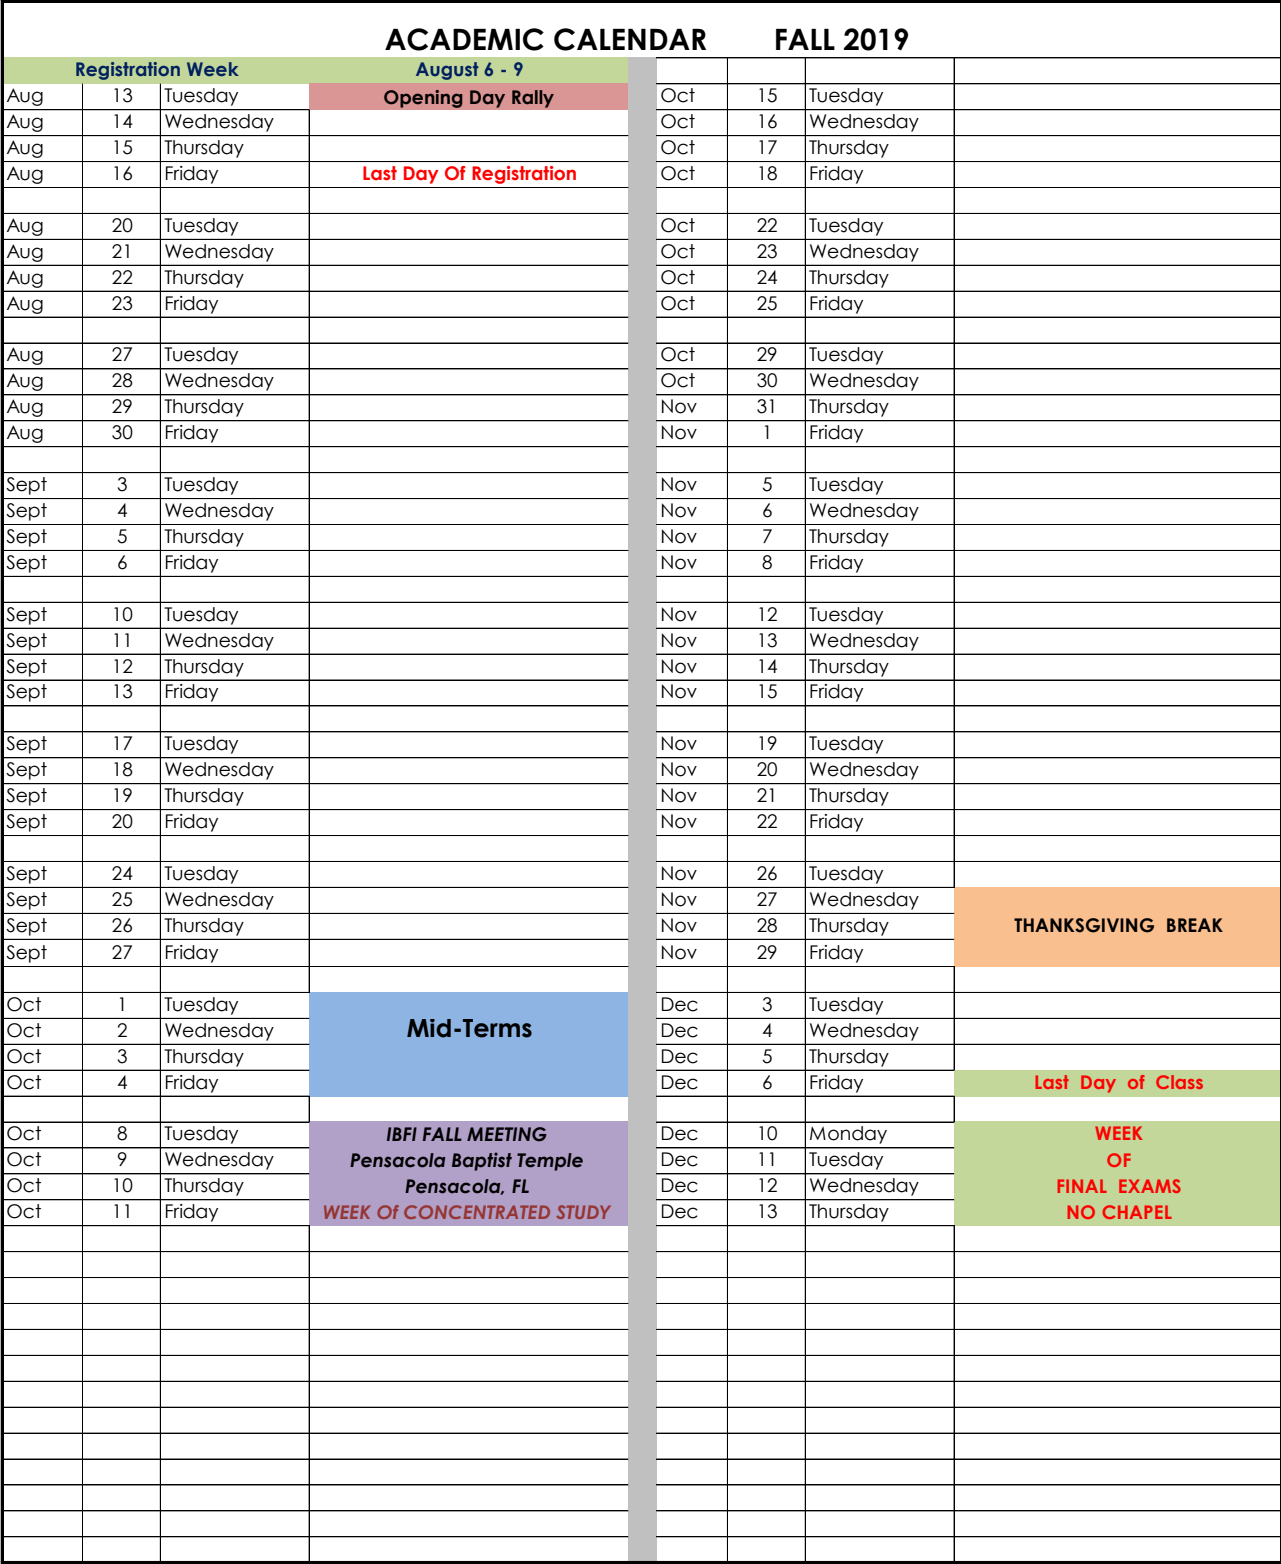 ACADEMIC CALENDAR FALL 2019
Registration Week August 6 - 9
Aug 13 Tuesday Opening Day Rally
Aug 14 Wednesday
Aug 15 Thursday
Aug 16 Friday Last Day Of Registration
Aug 20 Tuesday
Aug 21 Wednesday
Aug 22 Thursday
Aug 23 Friday
Aug 27 Tuesday
Aug 28 Wednesday
Aug 29 Thursday
Aug 30 Friday
Sept 3 Tuesday
Sept 4 Wednesday
Sept 5 Thursday
Sept 6 Friday
Sept 10 Tuesday
Sept 11 Wednesday
Sept 12 Thursday
Sept 13 Friday
Sept 17 Tuesday
Sept 18 Wednesday
Sept 19 Thursday
Sept 20 Friday
Sept 24 Tuesday
Sept 25 Wednesday
Sept 26 Thursday
Sept 27 Friday
Oct 1 Tuesday
Oct 2 Wednesday Mid-Terms
Oct 3 Thursday
Oct 4 Friday
Oct 8 Tuesday IBFI FALL MEETING
Oct 9 Wednesday Pensacola Baptist Temple
Oct 10 Thursday Pensacola, FL
Oct 11 Friday WEEK Of CONCENTRATED STUDY
Oct 15 Tuesday
Oct 16 Wednesday
Oct 17 Thursday
Oct 18 Friday
Oct 22 Tuesday
Oct 23 Wednesday
Oct 24 Thursday
Oct 25 Friday
Oct 29 Tuesday
Oct 30 Wednesday
Nov 31 Thursday
Nov 1 Friday
Nov 5 Tuesday
Nov 6 Wednesday
Nov 7 Thursday
Nov 8 Friday
Nov 12 Tuesday
Nov 13 Wednesday
Nov 14 Thursday
Nov 15 Friday
Nov 19 Tuesday
Nov 20 Wednesday
Nov 21 Thursday
Nov 22 Friday
Nov 26 Tuesday
Nov 27 Wednesday
Nov 28 Thursday THANKSGIVING BREAK
Nov 29 Friday
Dec 3 Tuesday
Dec 4 Wednesday
Dec 5 Thursday
Dec 6 Friday Last Day of Class
Dec 10 Monday WEEK
Dec 11 Tuesday OF
Dec 12 Wednesday FINAL EXAMS
Dec 13 Thursday NO CHAPEL